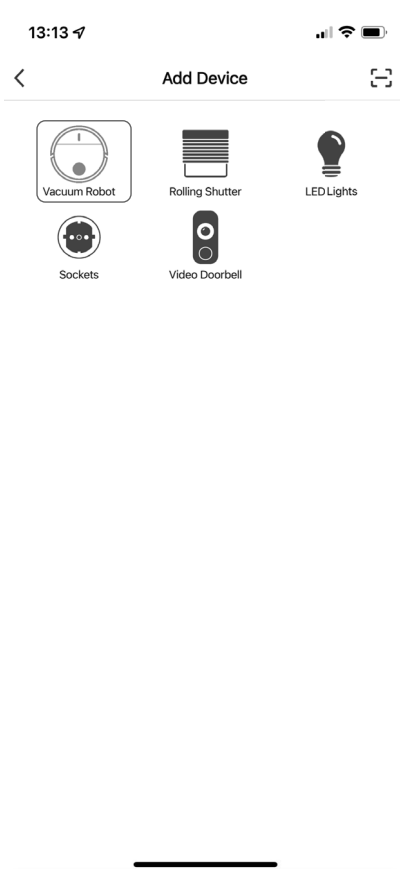 13:13
Add Device
Vacuum Robot Rolling Shutter LED Lights
Sockets Video Doorbell